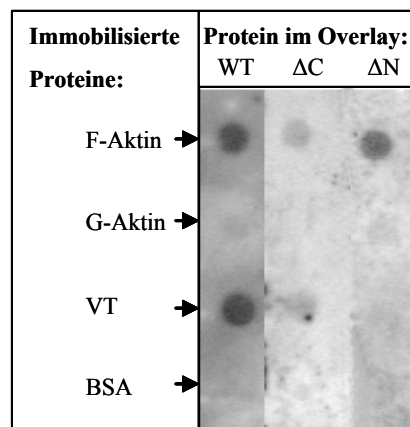 Immobilisierte Protein im Overlay:
Proteine: WT ΔC ΔN
F-Aktin
G-Aktin
VT
BSA